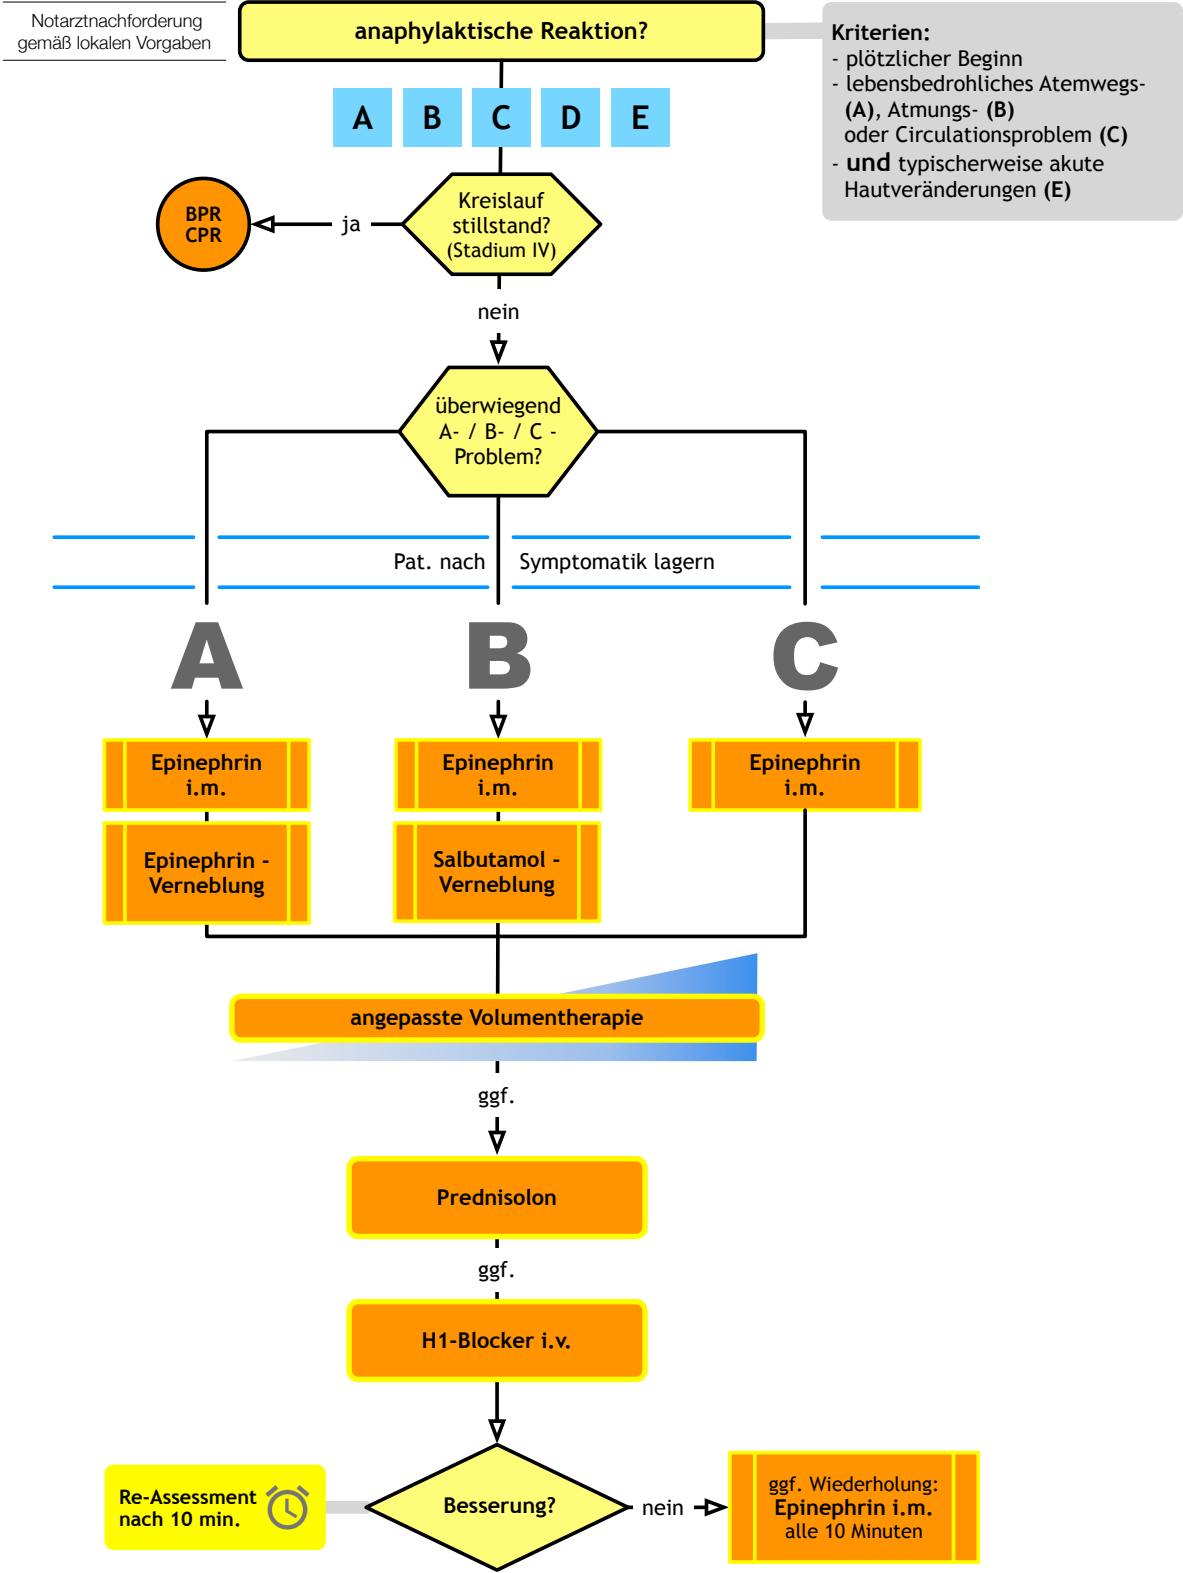 Notarztnachforderung
gemäß lokalen Vorgaben
anaphylaktische Reaktion?
Kriterien:
- plötzlicher Beginn
- lebensbedrohliches Atemwegs-
(A), Atmungs- (B)
oder Circulationsproblem (C)
- und typischerweise akute
Hautveränderungen (E)
A B C D E
Kreislauf
stillstand?
(Stadium IV)
ja
BPR
CPR
nein
überwiegend
A- / B- / C -
Problem?
Pat. nach Symptomatik lagern
A B C
Epinephrin
i.m.
Epinephrin
i.m.
Epinephrin
i.m.
Epinephrin -
Verneblung
Salbutamol -
Verneblung
angepasste Volumentherapie
ggf.
Prednisolon
ggf.
H1-Blocker i.v.
Re-Assessment
nach 10 min.
Besserung?
nein
ggf. Wiederholung:
Epinephrin i.m.
alle 10 Minuten